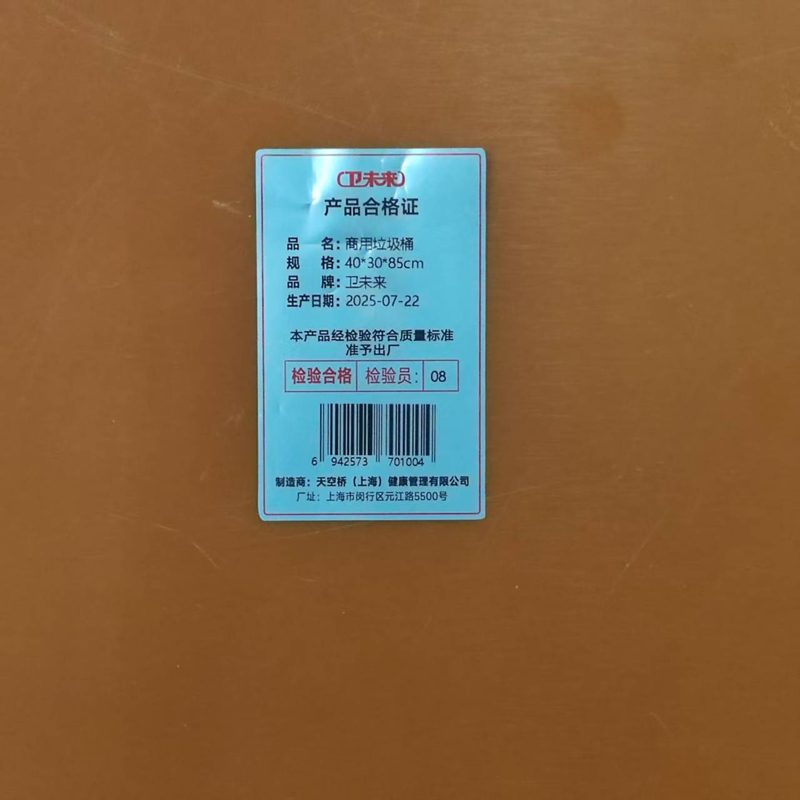 卫未来
产品合格证
品 名：商用垃圾桶
规 格：40*30*85cm
品 牌：卫未来
生产日期：2025-07-22
本产品经检验符合质量标准
准予出厂
检验合格 检验员： 08
6 942573 701004
制造商：天空桥（上海）健康管理有限公司
厂址：上海市闵行区元江路5500号